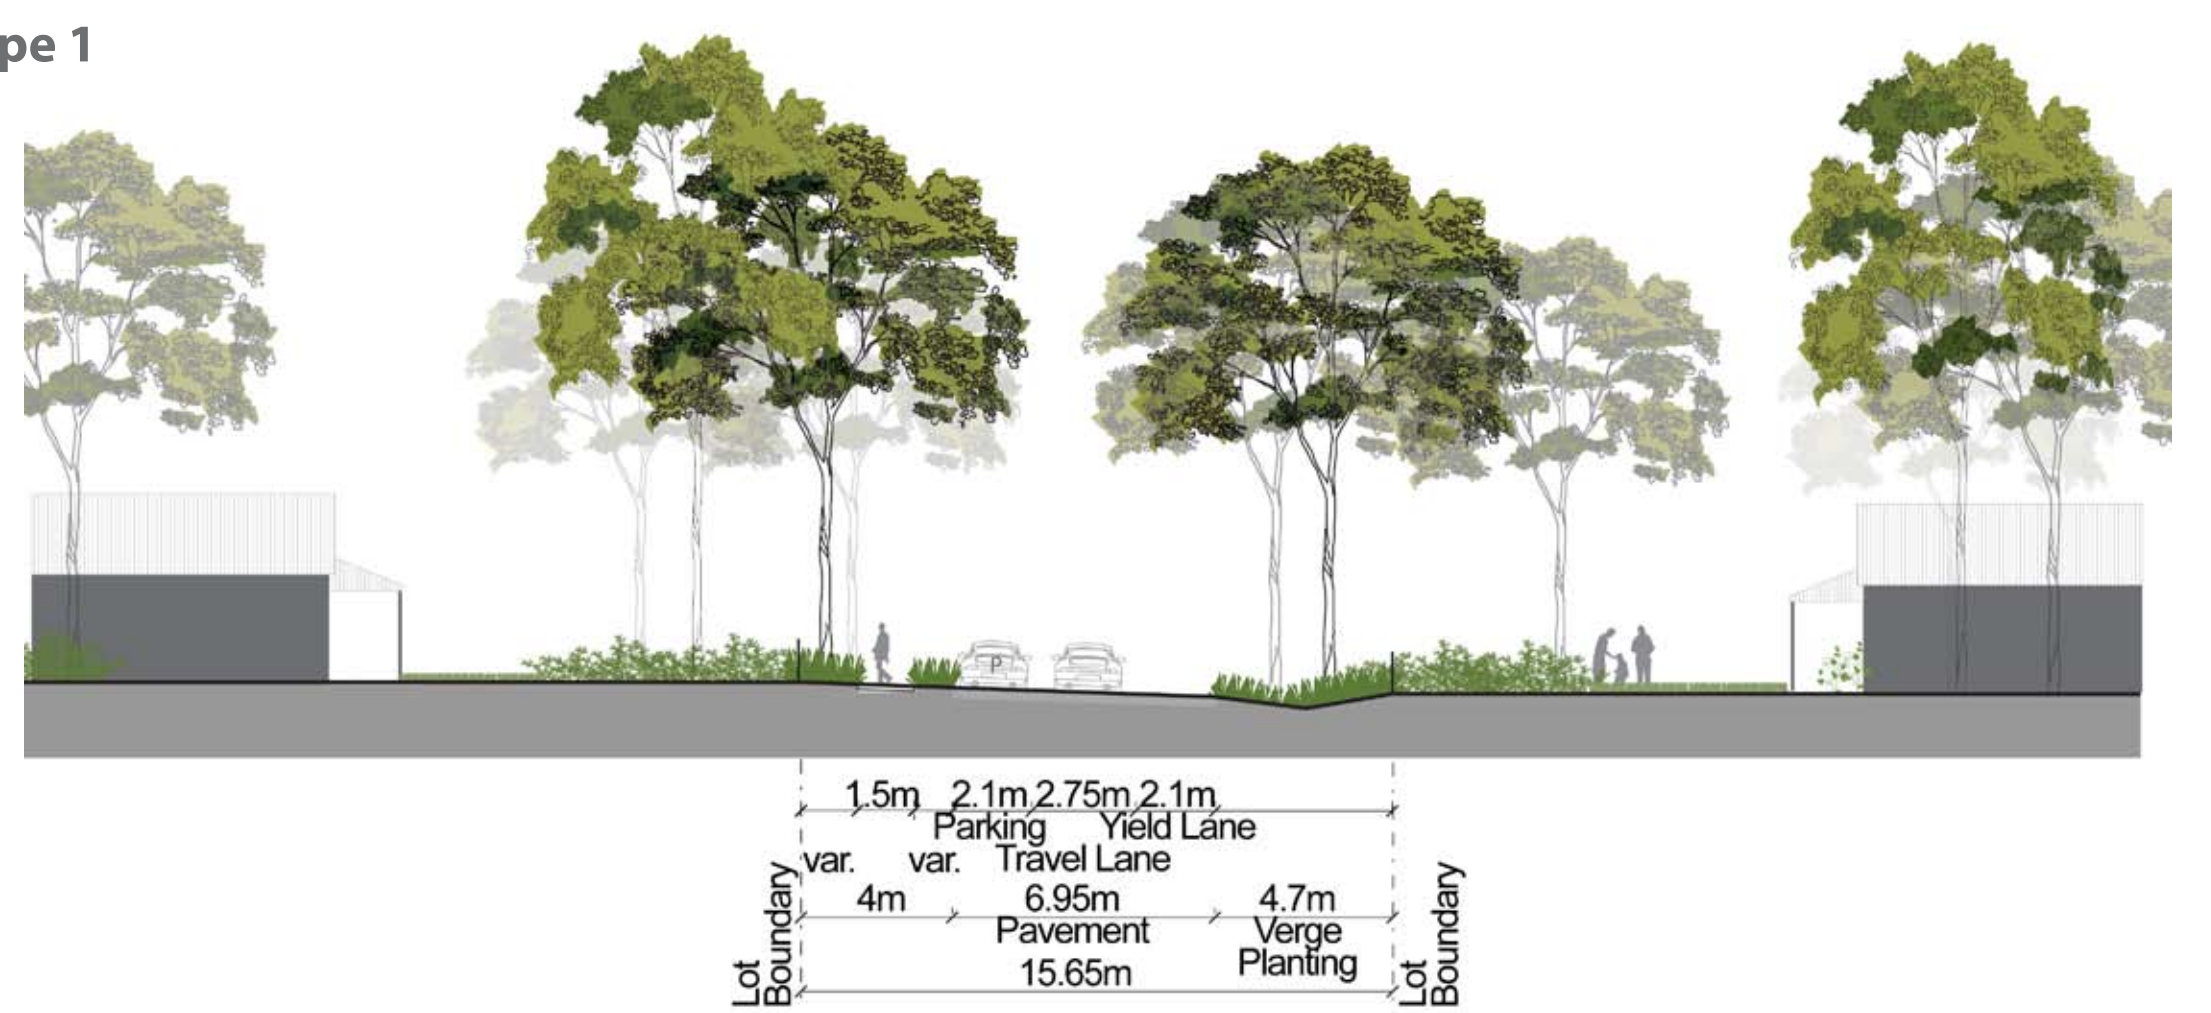 pe 1
P
1.5m 2.1m 2.75m 2.1m
Parking Yield Lane
var. var. Travel Lane
4m 6.95m 4.7m
Pavement Verge
Planting
15.65m
Lot
Boundary
Lot
Boundary